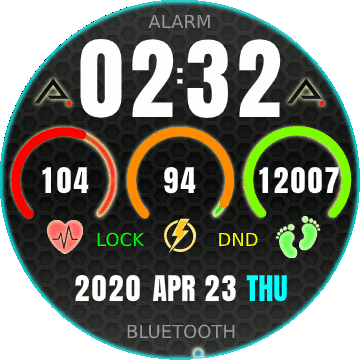 ALARM
02:32
104 94 12007
LOCK DND
2020 APR 23 THU
BLUETOOTH